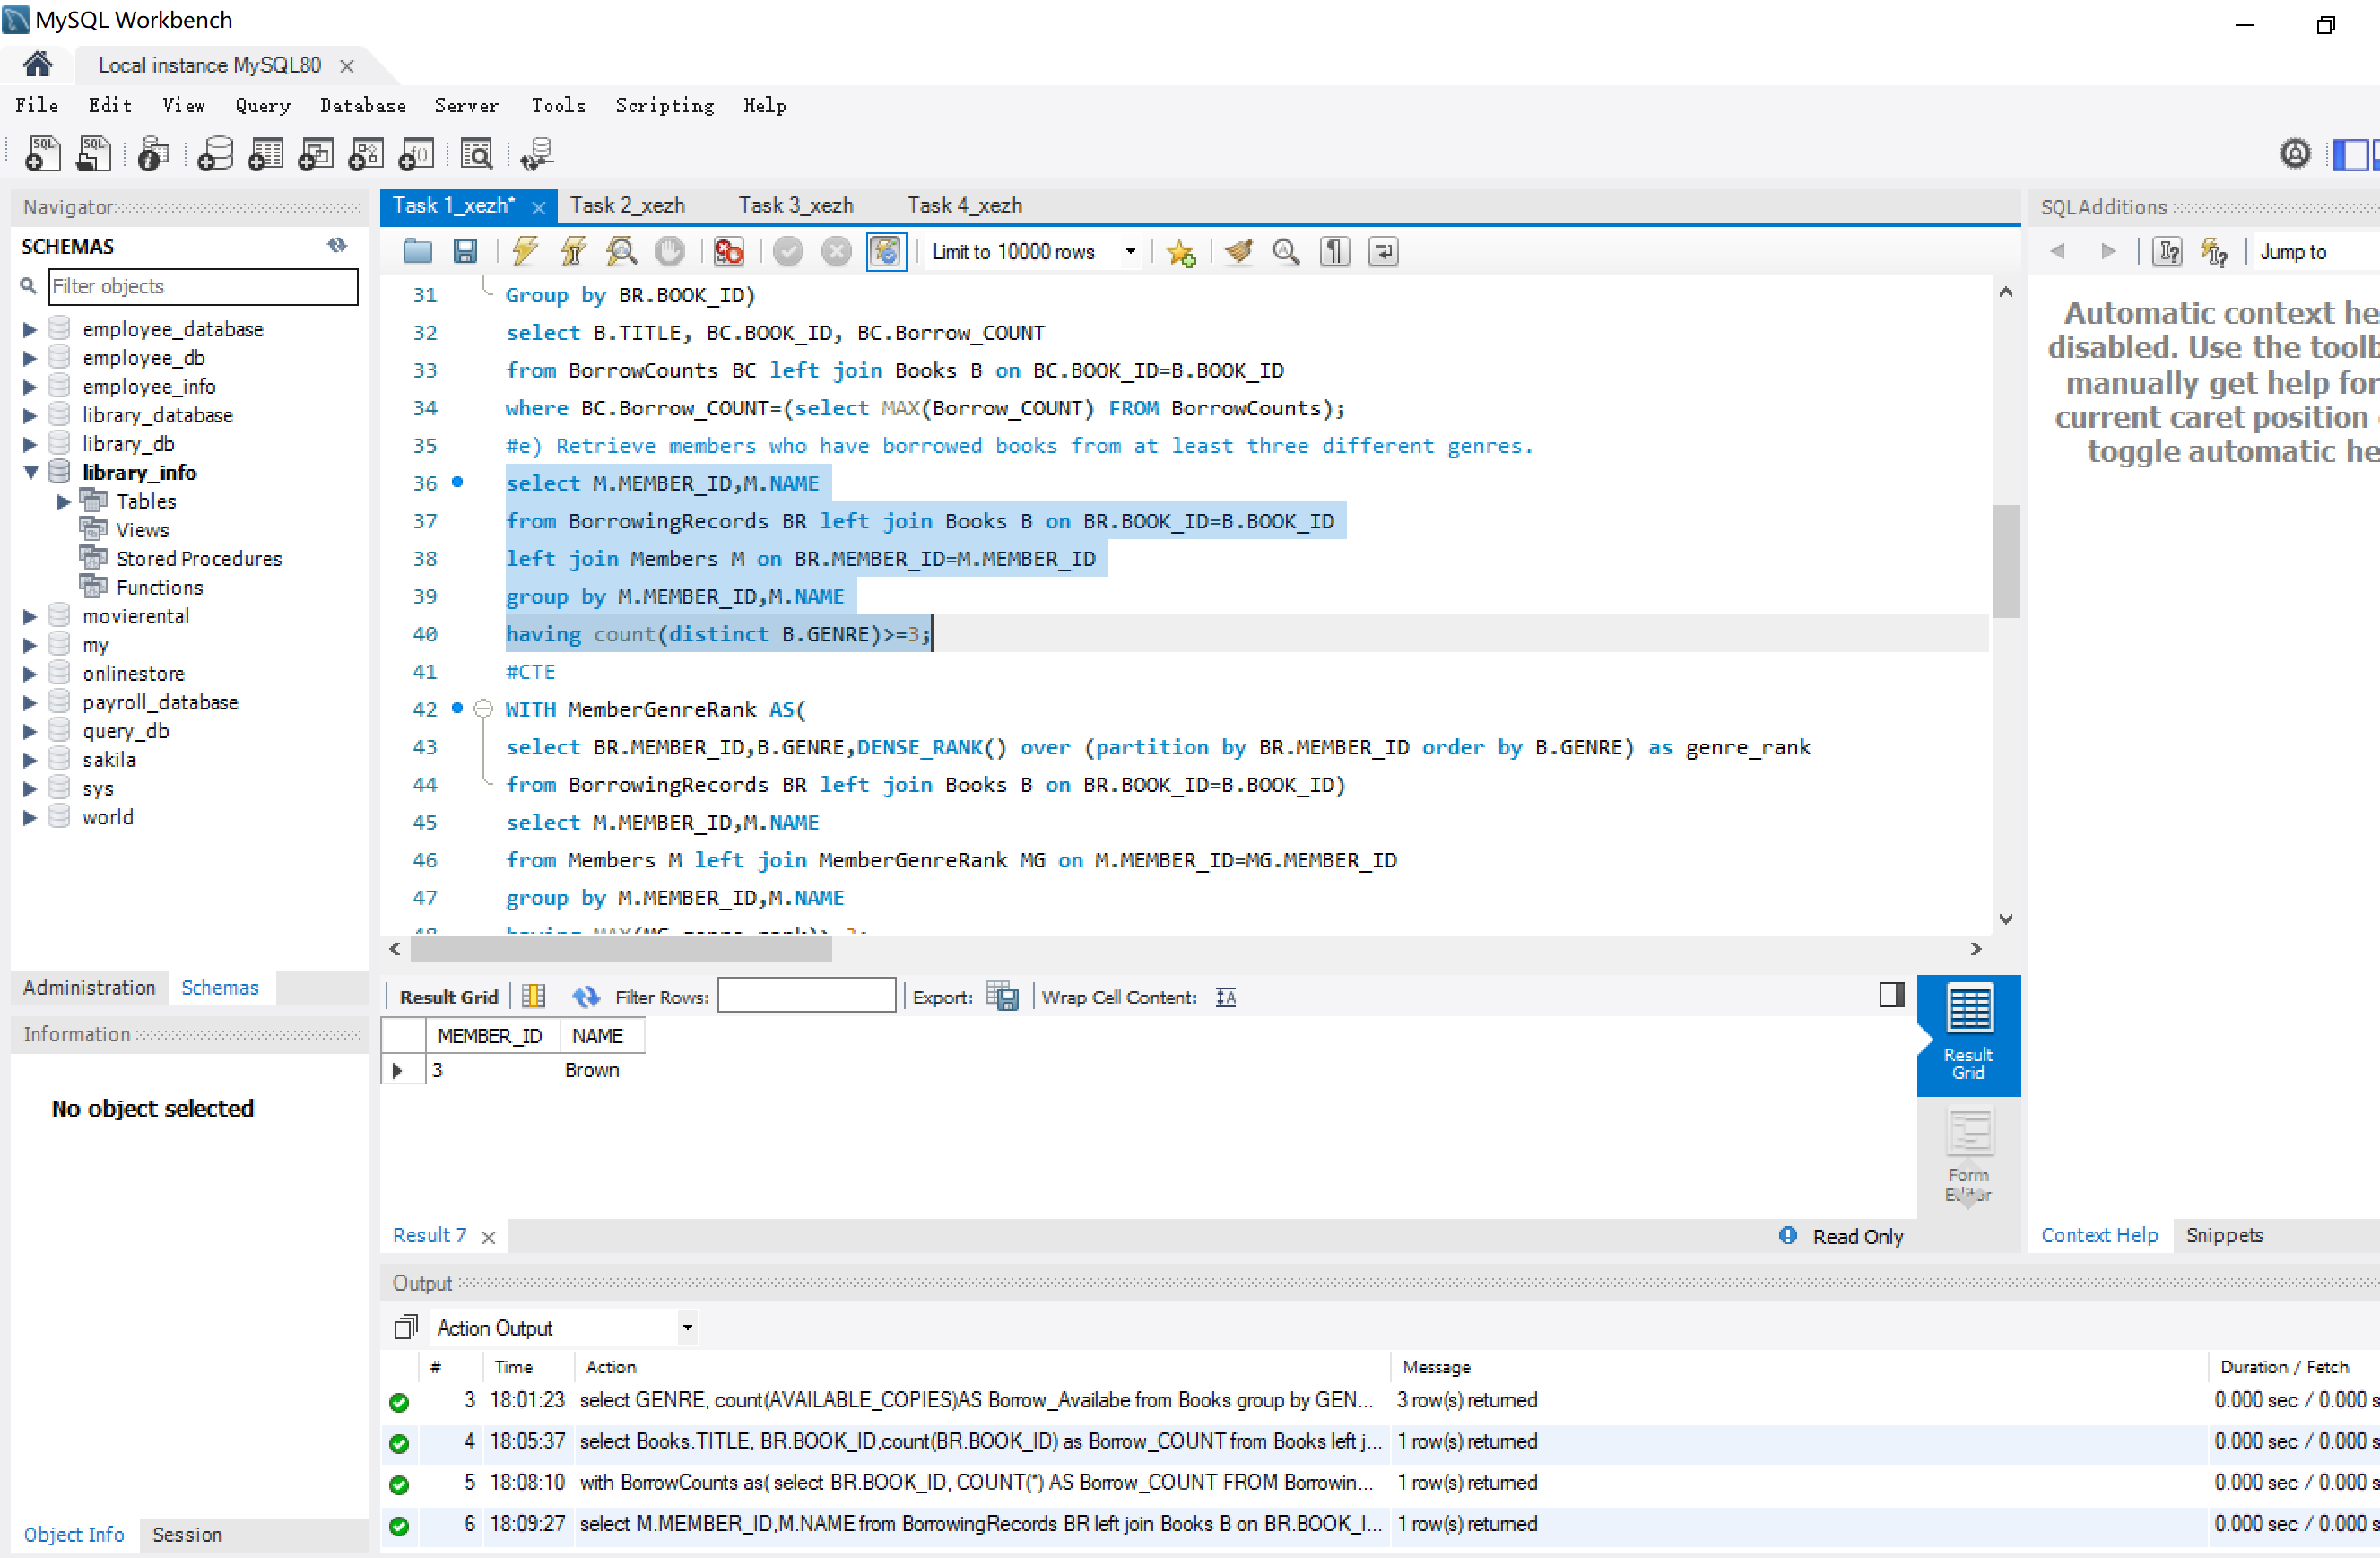 MySQL Workbench
Local instance MySQL80
File Edit View Query Database Server Tools Scripting Help
Navigator
SCHEMAS
Filter objects
employee_database
employee_db
employee_info
library_database
library_db
library_info
Tables
Views
Stored Procedures
Functions
movierental
my
onlinestore
payroll_database
query_db
sakila
sys
world
Administration Schemas
Information
No object selected
Object Info Session
Task 1_xezh* Task 2_xezh Task 3_xezh Task 4_xezh
Limit to 10000 rows
31 Group by BR.BOOK_ID)
32 select B.TITLE, BC.BOOK_ID, BC.Borrow_COUNT
33 from BorrowCounts BC left join Books B on BC.BOOK_ID=B.BOOK_ID
34 where BC.Borrow_COUNT=(select MAX(Borrow_COUNT) FROM BorrowCounts);
35 #e) Retrieve members who have borrowed books from at least three different genres.
36 select M.MEMBER_ID,M.NAME
37 from BorrowingRecords BR left join Books B on BR.BOOK_ID=B.BOOK_ID
38 left join Members M on BR.MEMBER_ID=M.MEMBER_ID
39 group by M.MEMBER_ID,M.NAME
40 having count(distinct B.GENRE)>=3;
41 #CTE
42 WITH MemberGenreRank AS(
43 select BR.MEMBER_ID,B.GENRE,DENSE_RANK() over (partition by BR.MEMBER_ID order by B.GENRE) as genre_rank
44 from BorrowingRecords BR left join Books B on BR.BOOK_ID=B.BOOK_ID)
45 select M.MEMBER_ID,M.NAME
46 from Members M left join MemberGenreRank MG on M.MEMBER_ID=MG.MEMBER_ID
47 group by M.MEMBER_ID,M.NAME
Result Grid Filter Rows: Export: Wrap Cell Content:
MEMBER_ID NAME
3 Brown
Result Grid
Form Editor
Result 7
Read Only
SQLAdditions
Jump to
Automatic context he
disabled. Use the toolb
manually get help for
current caret position
toggle automatic he
Context Help Snippets
Output
Action Output
# Time Action Message Duration / Fetch
3 18:01:23 select GENRE, count(AVAILABLE_COPIES)AS Borrow_Availabe from Books group by GEN... 3 row(s) returned 0.000 sec / 0.000 s
4 18:05:37 select Books.TITLE, BR.BOOK_ID,count(BR.BOOK_ID) as Borrow_COUNT from Books left j... 1 row(s) returned 0.000 sec / 0.000 s
5 18:08:10 with BorrowCounts as( select BR.BOOK_ID, COUNT(*) AS Borrow_COUNT FROM Borrowin... 1 row(s) returned 0.000 sec / 0.000 s
6 18:09:27 select M.MEMBER_ID,M.NAME from BorrowingRecords BR left join Books B on BR.BOOK_I... 1 row(s) returned 0.000 sec / 0.000 s